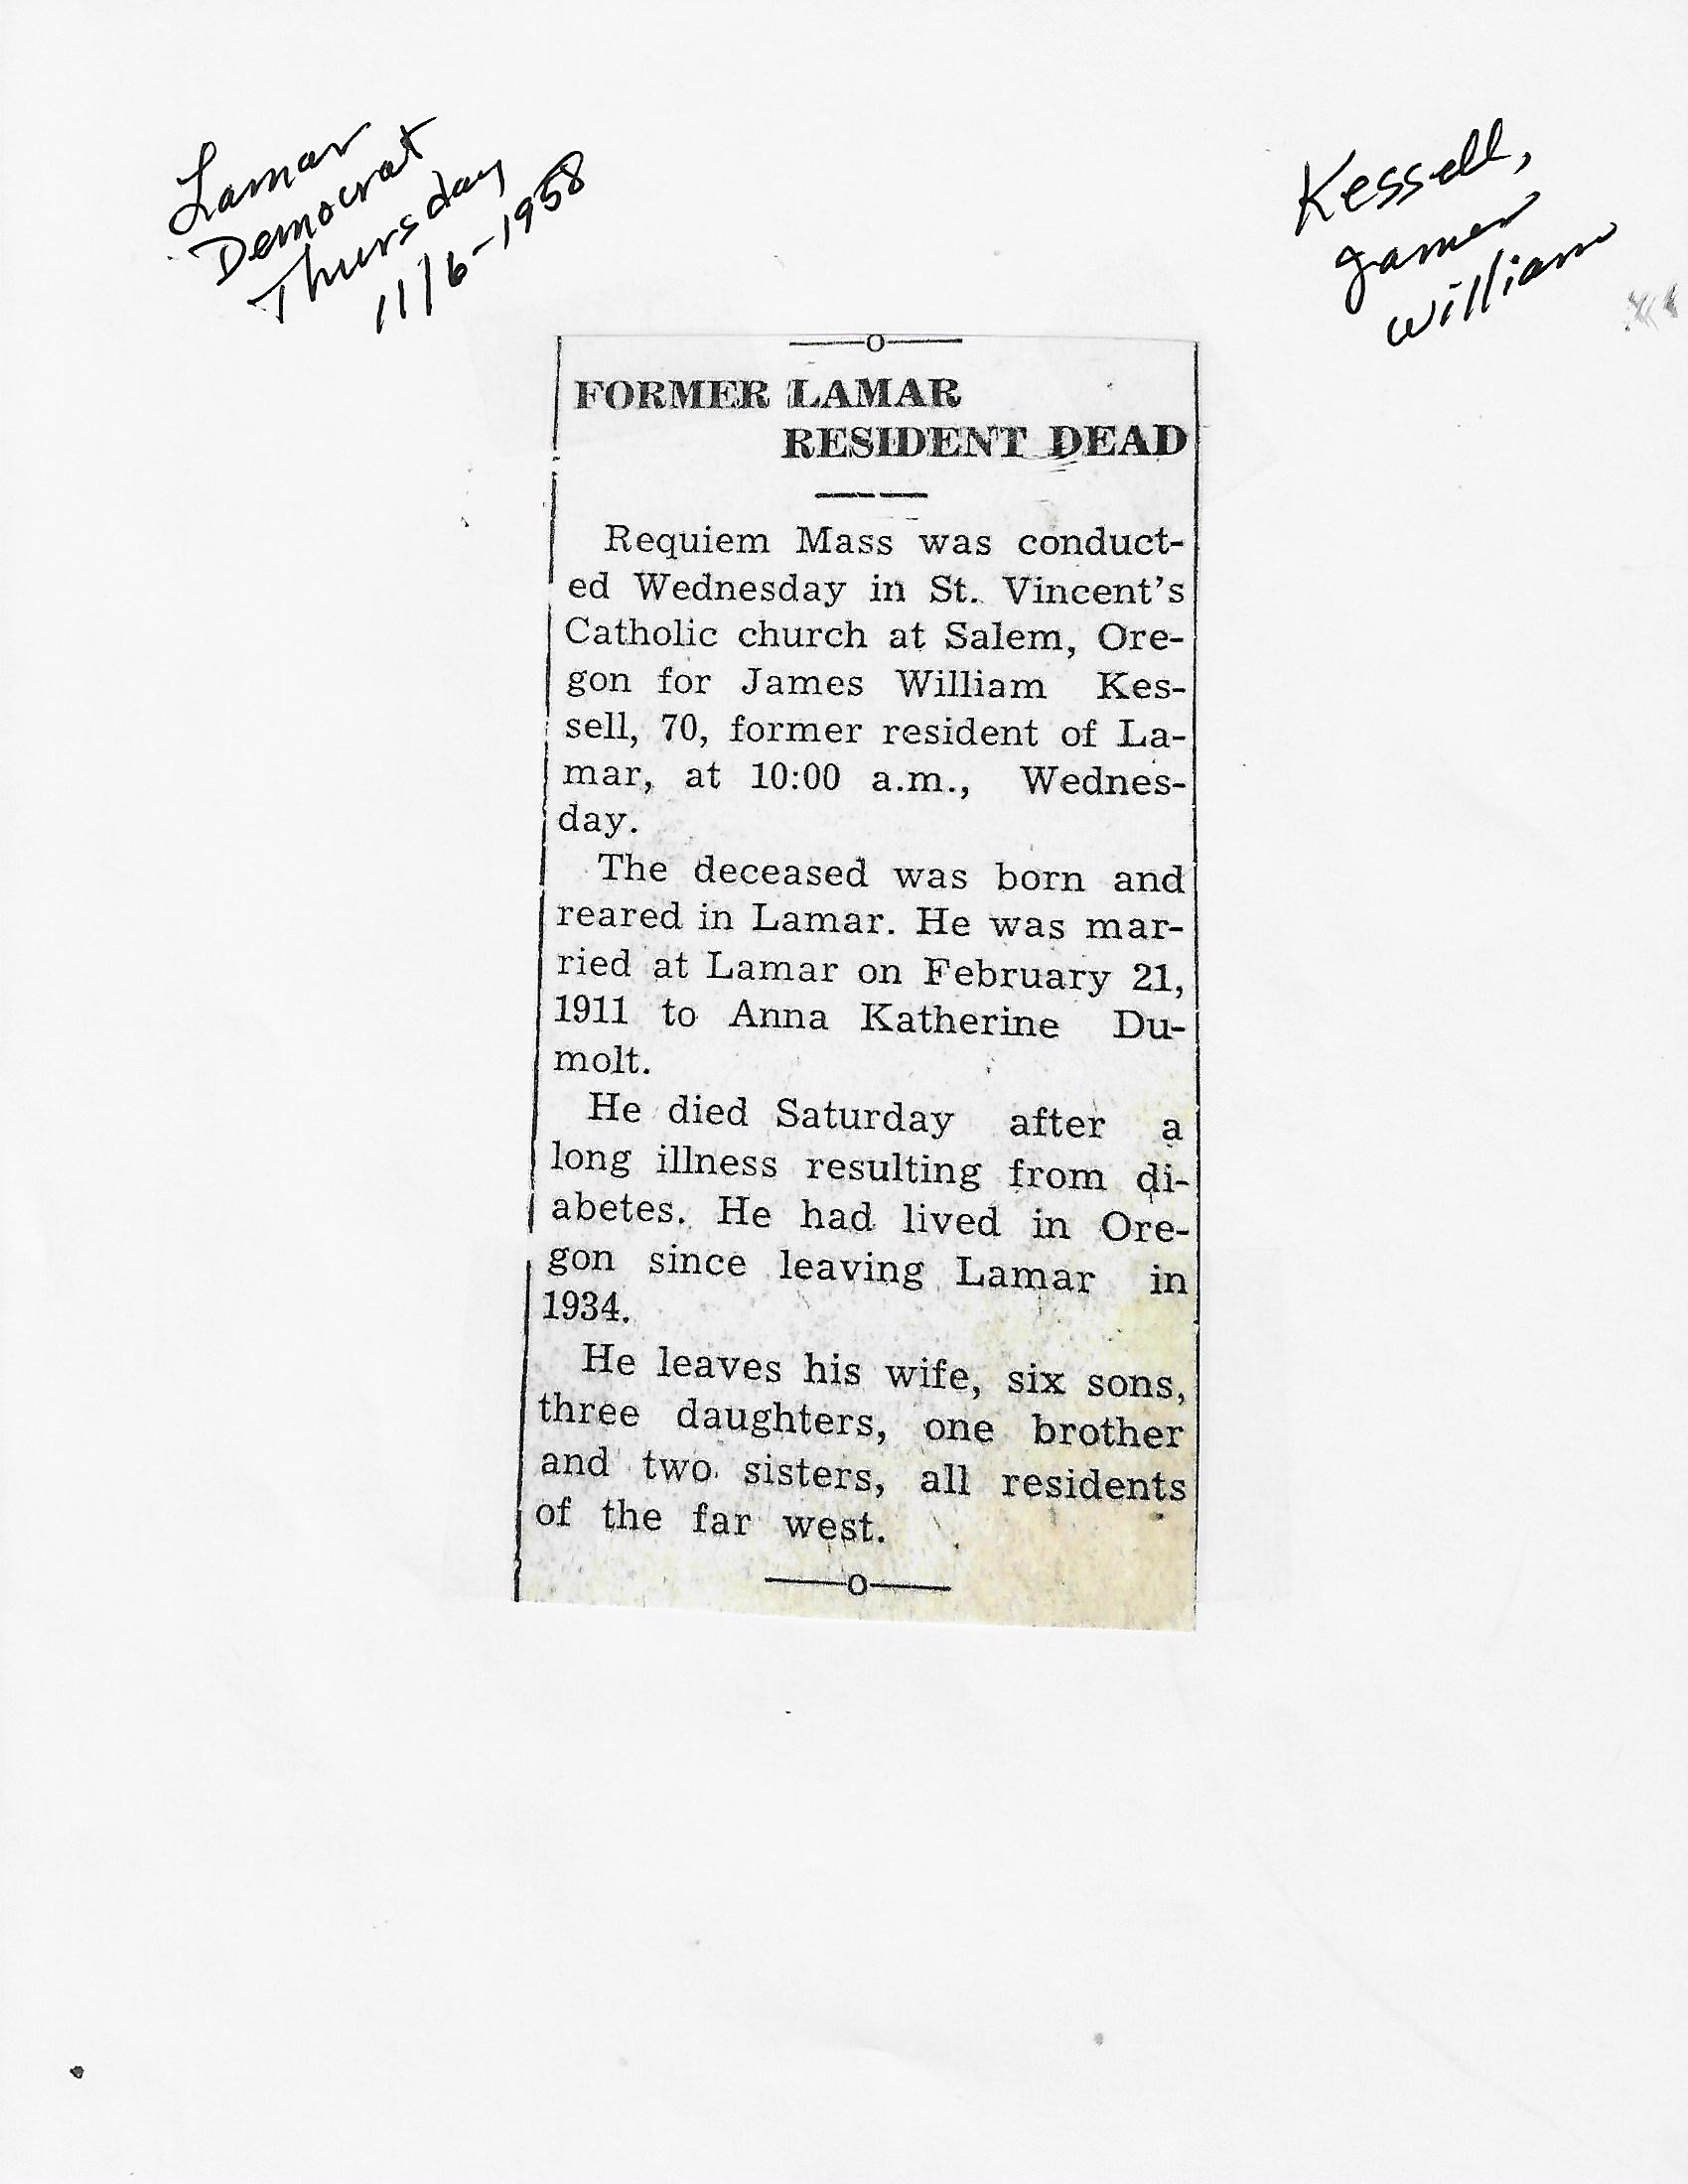 Lamar
Democrat
Thursday
11/6-1958
Kessell,
James
William
—o—
FORMER LAMAR
RESIDENT DEAD
Requiem Mass was conduct-
ed Wednesday in St. Vincent's
Catholic church at Salem, Ore-
gon for James William Kes-
sell, 70, former resident of La-
mar, at 10:00 a.m., Wednes-
day.
The deceased was born and
reared in Lamar. He was mar-
ried at Lamar on February 21,
1911 to Anna Katherine Du-
molt.
He died Saturday after a
long illness resulting from di-
abetes. He had lived in Ore-
gon since leaving Lamar in
1934.
He leaves his wife, six sons,
three daughters, one brother
and two sisters, all residents
of the far west.
—o—